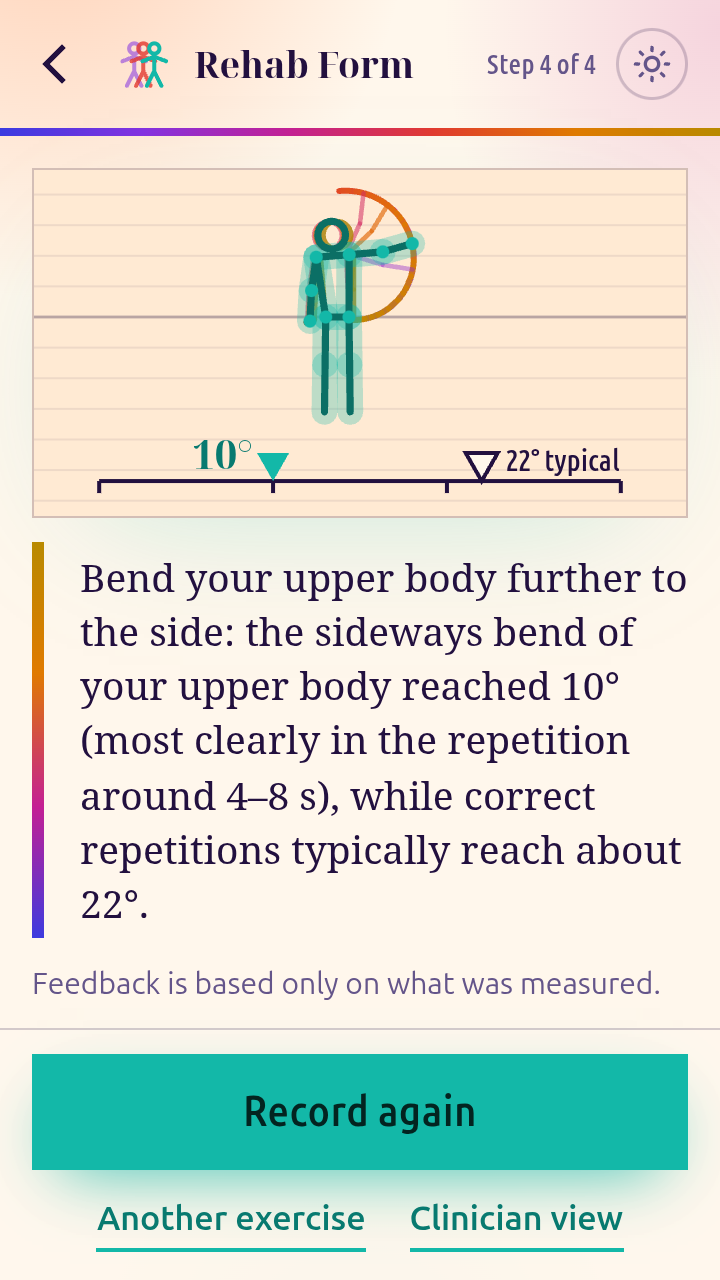 Rehab Form
Step 4 of 4
10°
22° typical
Bend your upper body further to
the side: the sideways bend of
your upper body reached 10°
(most clearly in the repetition
around 4–8 s), while correct
repetitions typically reach about
22°.
Feedback is based only on what was measured.
Record again
Another exercise
Clinician view